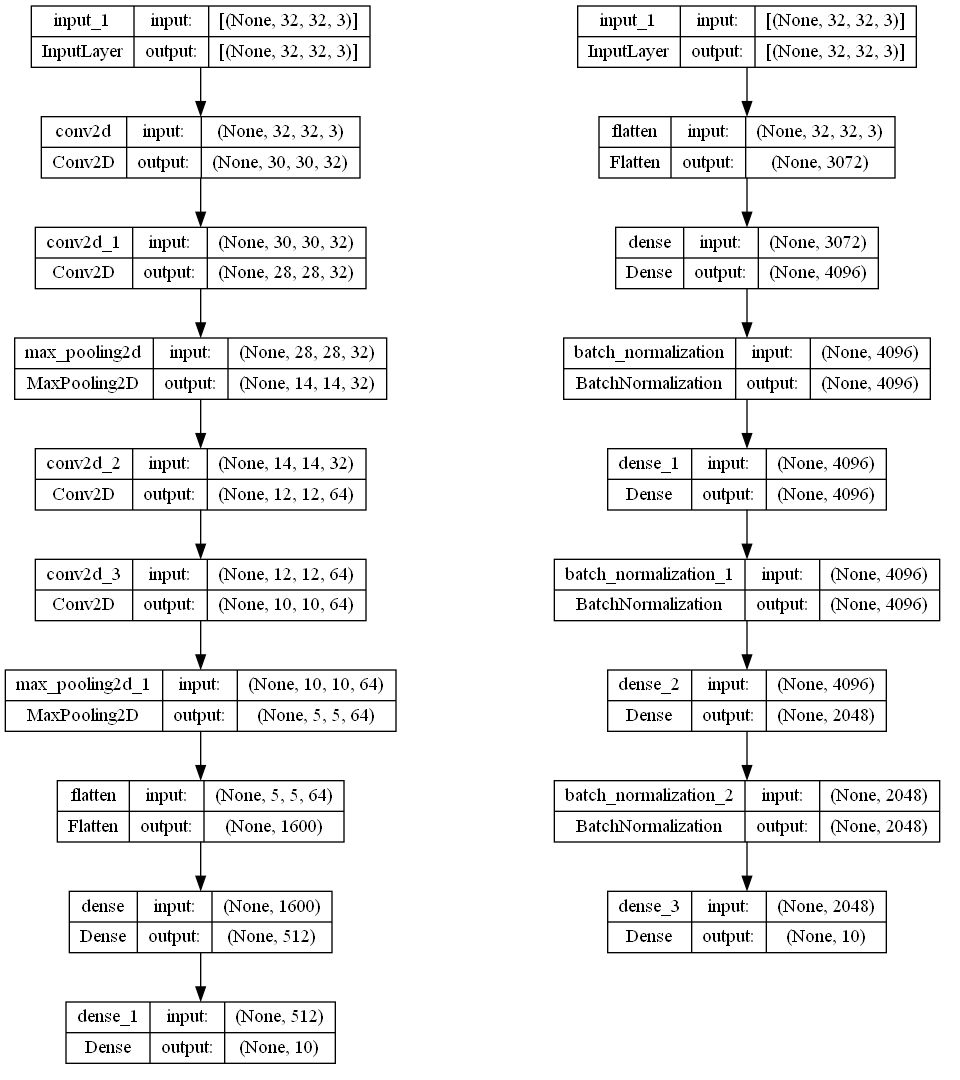 input_1 input: [(None, 32, 32, 3)]
InputLayer output: [(None, 32, 32, 3)]
conv2d input: (None, 32, 32, 3)
Conv2D output: (None, 30, 30, 32)
conv2d_1 input: (None, 30, 30, 32)
Conv2D output: (None, 28, 28, 32)
max_pooling2d input: (None, 28, 28, 32)
MaxPooling2D output: (None, 14, 14, 32)
conv2d_2 input: (None, 14, 14, 32)
Conv2D output: (None, 12, 12, 64)
conv2d_3 input: (None, 12, 12, 64)
Conv2D output: (None, 10, 10, 64)
max_pooling2d_1 input: (None, 10, 10, 64)
MaxPooling2D output: (None, 5, 5, 64)
flatten input: (None, 5, 5, 64)
Flatten output: (None, 1600)
dense input: (None, 1600)
Dense output: (None, 512)
dense_1 input: (None, 512)
Dense output: (None, 10)
input_1 input: [(None, 32, 32, 3)]
InputLayer output: [(None, 32, 32, 3)]
flatten input: (None, 32, 32, 3)
Flatten output: (None, 3072)
dense input: (None, 3072)
Dense output: (None, 4096)
batch_normalization input: (None, 4096)
BatchNormalization output: (None, 4096)
dense_1 input: (None, 4096)
Dense output: (None, 4096)
batch_normalization_1 input: (None, 4096)
BatchNormalization output: (None, 4096)
dense_2 input: (None, 4096)
Dense output: (None, 2048)
batch_normalization_2 input: (None, 2048)
BatchNormalization output: (None, 2048)
dense_3 input: (None, 2048)
Dense output: (None, 10)